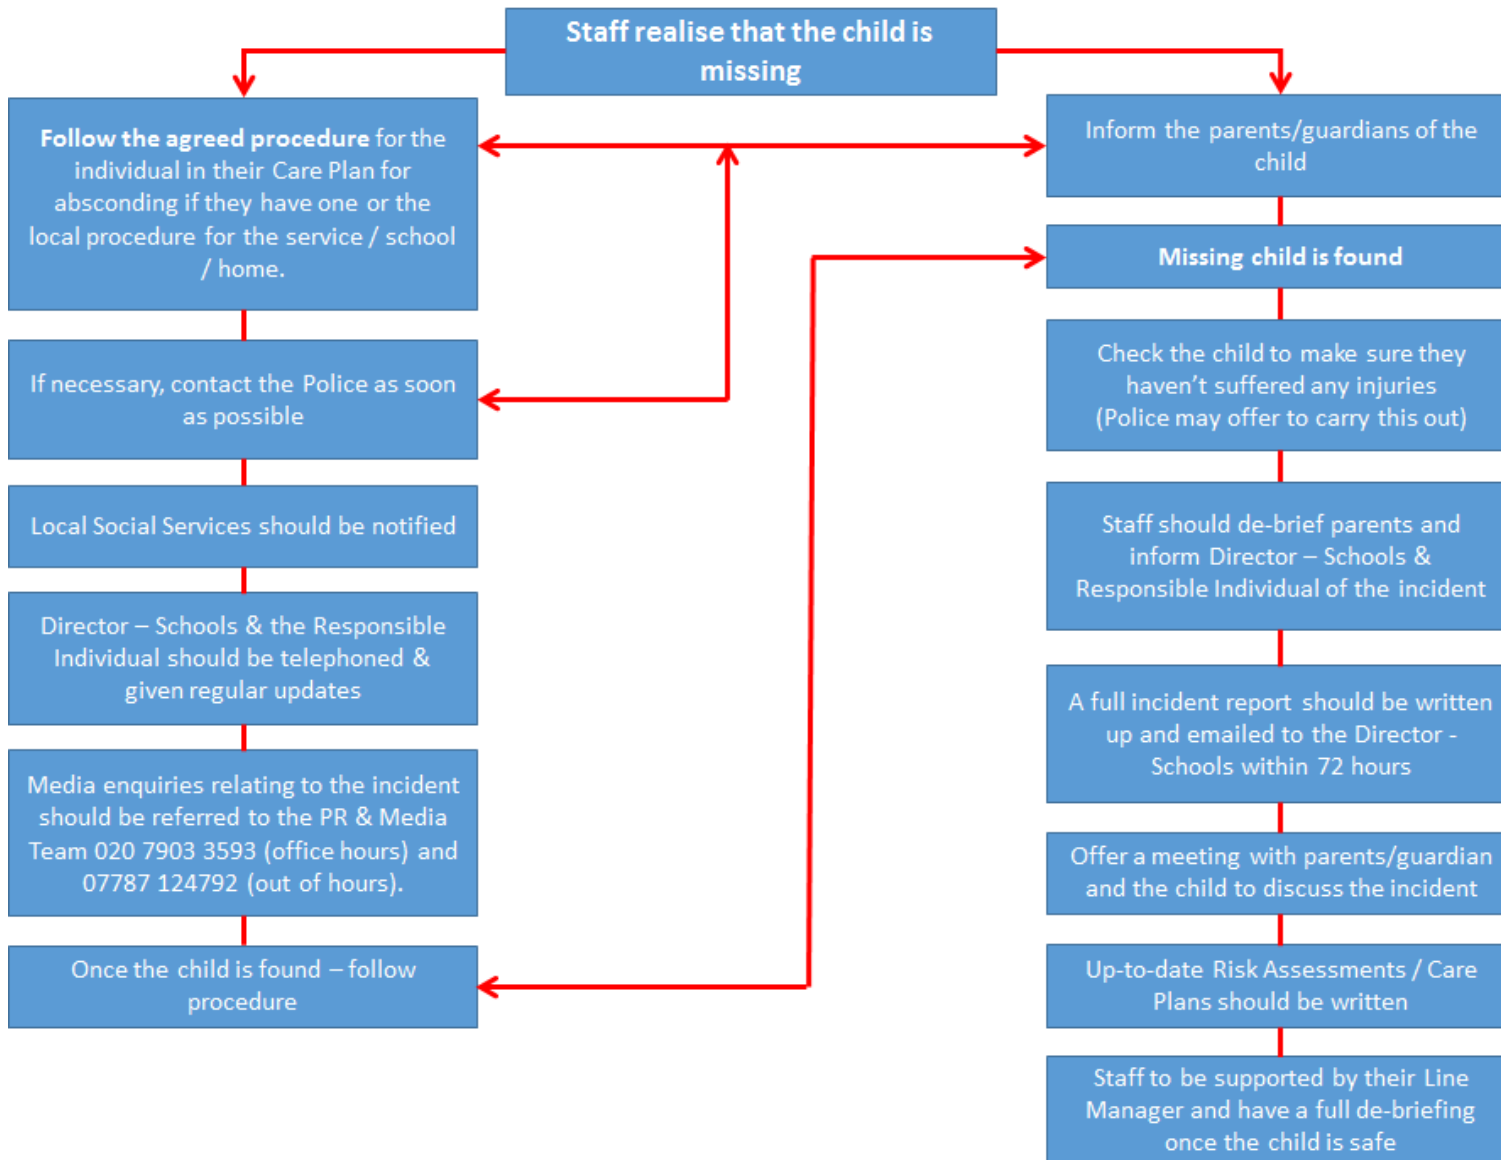 Staff realise that the child is
missing
Follow the agreed procedure for the
individual in their Care Plan for
absconding if they have one or the
local procedure for the service / school
/ home.
If necessary, contact the Police as soon
as possible
Local Social Services should be notified
Director – Schools & the Responsible
Individual should be telephoned &
given regular updates
Media enquiries relating to the incident
should be referred to the PR & Media
Team 020 7903 3593 (office hours) and
07787 124792 (out of hours).
Once the child is found – follow
procedure
Inform the parents/guardians of the
child
Missing child is found
Check the child to make sure they
haven’t suffered any injuries
(Police may offer to carry this out)
Staff should de-brief parents and
inform Director – Schools &
Responsible Individual of the incident
A full incident report should be written
up and emailed to the Director -
Schools within 72 hours
Offer a meeting with parents/guardian
and the child to discuss the incident
Up-to-date Risk Assessments / Care
Plans should be written
Staff to be supported by their Line
Manager and have a full de-briefing
once the child is safe